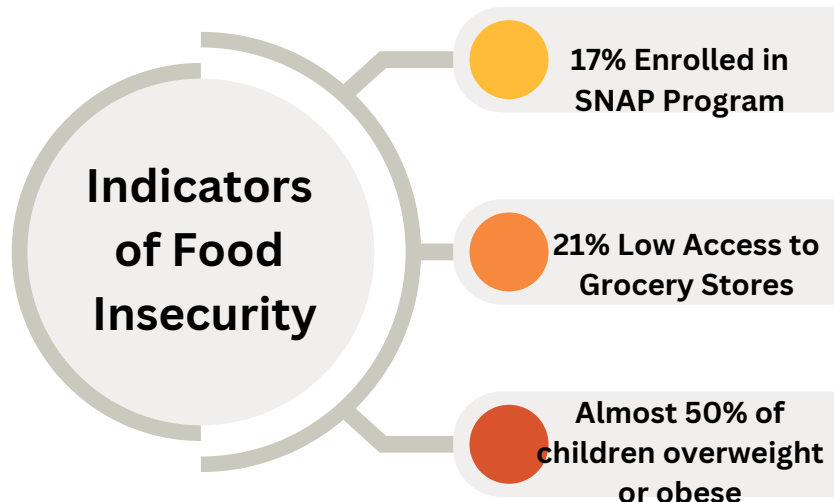 Indicators
of Food
Insecurity
17% Enrolled in
SNAP Program
21% Low Access to
Grocery Stores
Almost 50% of
children overweight
or obese